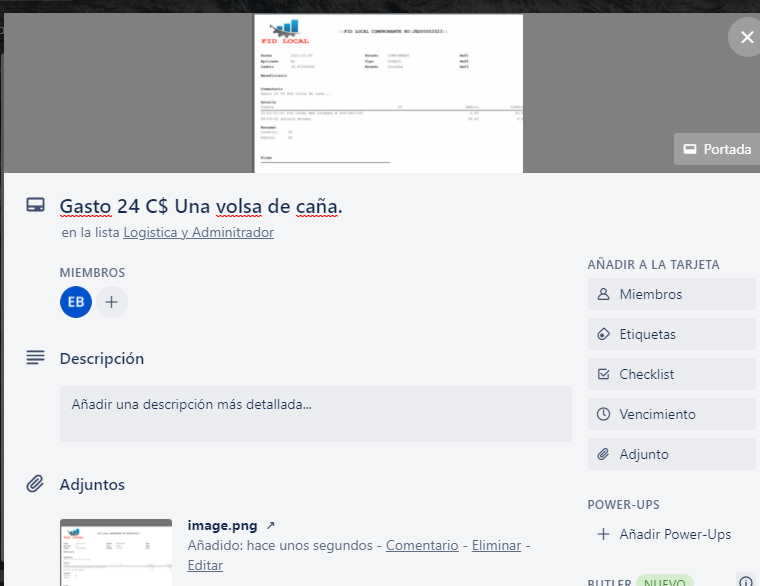 FID LOCAL
::FID LOCAL COMPROBANTE NO:
Portada
Gasto 24 C$ Una volsa de caña.
en la lista Logistica y Adminitrador
MIEMBROS
EB
Descripción
Añadir una descripción más detallada...
Adjuntos
image.png ↗
Añadido: hace unos segundos - Comentario - Eliminar -
Editar
AÑADIR A LA TARJETA
Miembros
Etiquetas
Checklist
Vencimiento
Adjunto
POWER-UPS
+ Añadir Power-Ups
BUTLER NUEVO